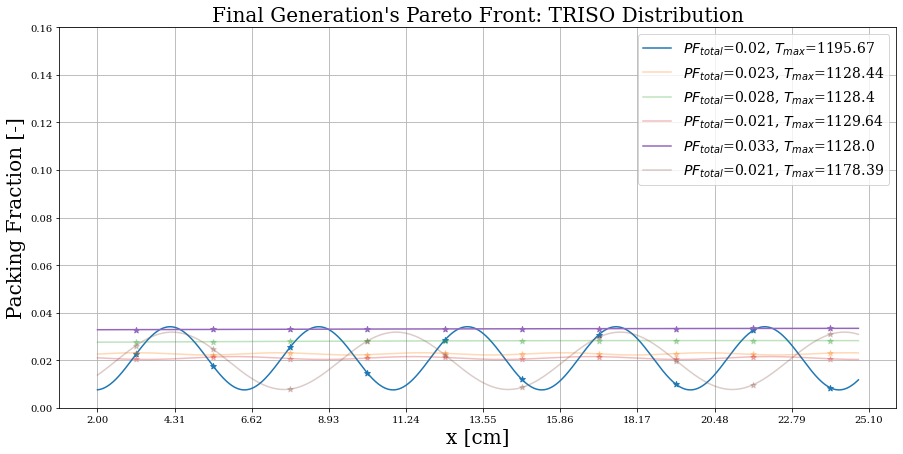 Final Generation's Pareto Front: TRISO Distribution
PF_total=0.02, T_max=1195.67
PF_total=0.023, T_max=1128.44
PF_total=0.028, T_max=1128.4
PF_total=0.021, T_max=1129.64
PF_total=0.033, T_max=1128.0
PF_total=0.021, T_max=1178.39
Packing Fraction [-]
0.16
0.14
0.12
0.10
0.08
0.06
0.04
0.02
0.00
2.00 4.31 6.62 8.93 11.24 13.55 15.86 18.17 20.48 22.79 25.10
x [cm]